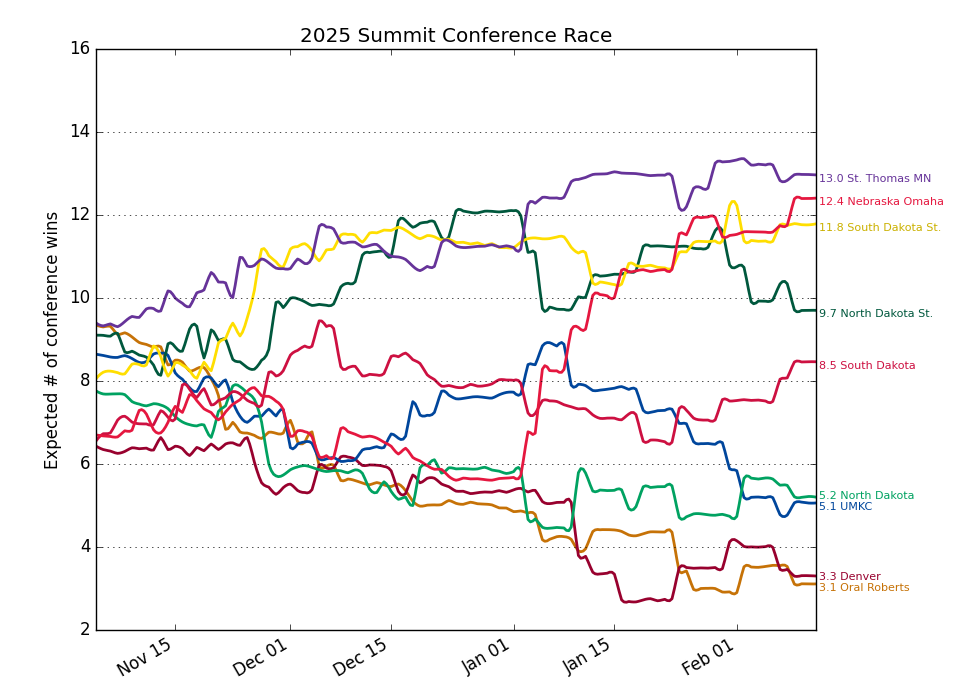 2025 Summit Conference Race
Expected # of conference wins
16
14
12
10
8
6
4
2
13.0 St. Thomas MN
12.4 Nebraska Omaha
11.8 South Dakota St.
9.7 North Dakota St.
8.5 South Dakota
5.2 North Dakota
5.1 UMKC
3.3 Denver
3.1 Oral Roberts
Nov 15
Dec 01
Dec 15
Jan 01
Jan 15
Feb 01